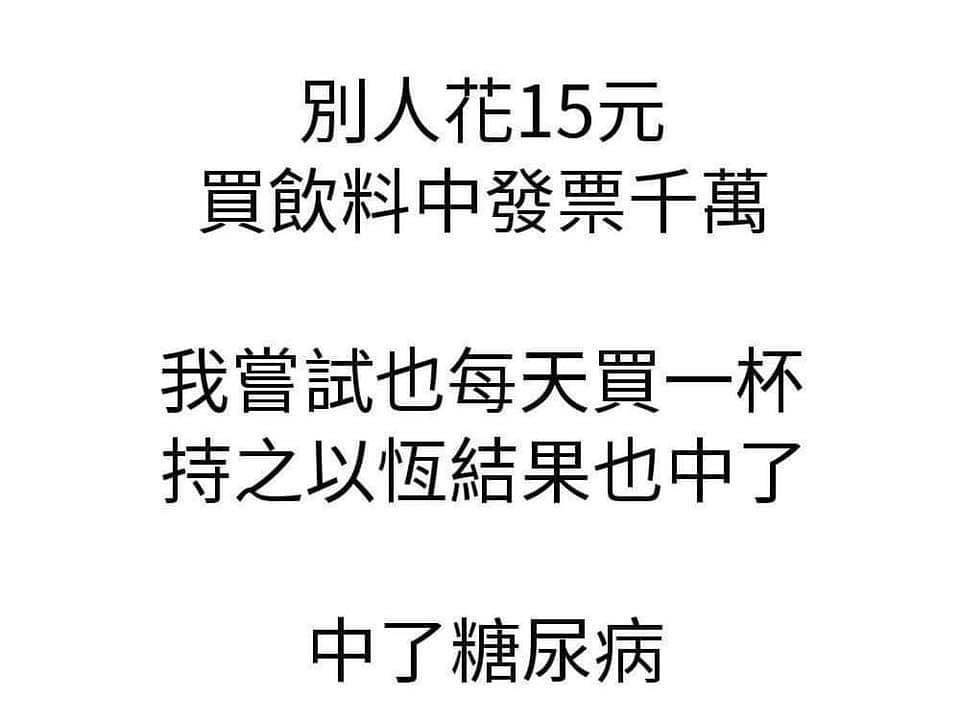 別人花15元
買飲料中發票千萬
我嘗試也每天買一杯
持之以恆結果也中了
中了糖尿病